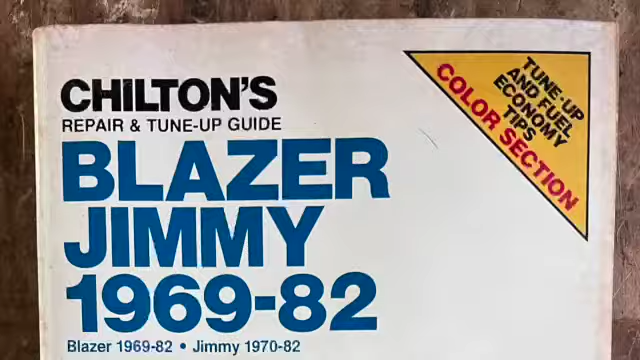 CHILTON'S
REPAIR & TUNE-UP GUIDE
BLAZER
JIMMY
1969-82
Blazer 1969-82 • Jimmy 1970-82
TUNE-UP
AND FUEL
ECONOMY
TIPS
COLOR SECTION